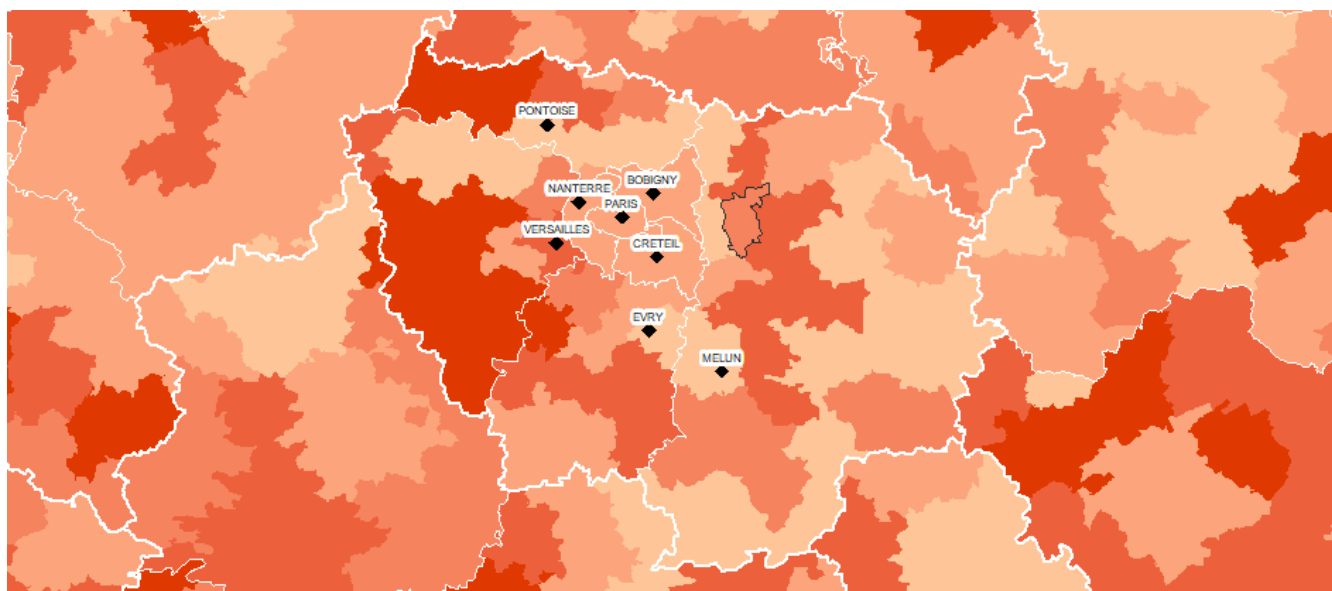 PONTOISE
BOBIGNY
NANTERRE
PARIS
VERSAILLES
CRETEIL
EVRY
MELUN